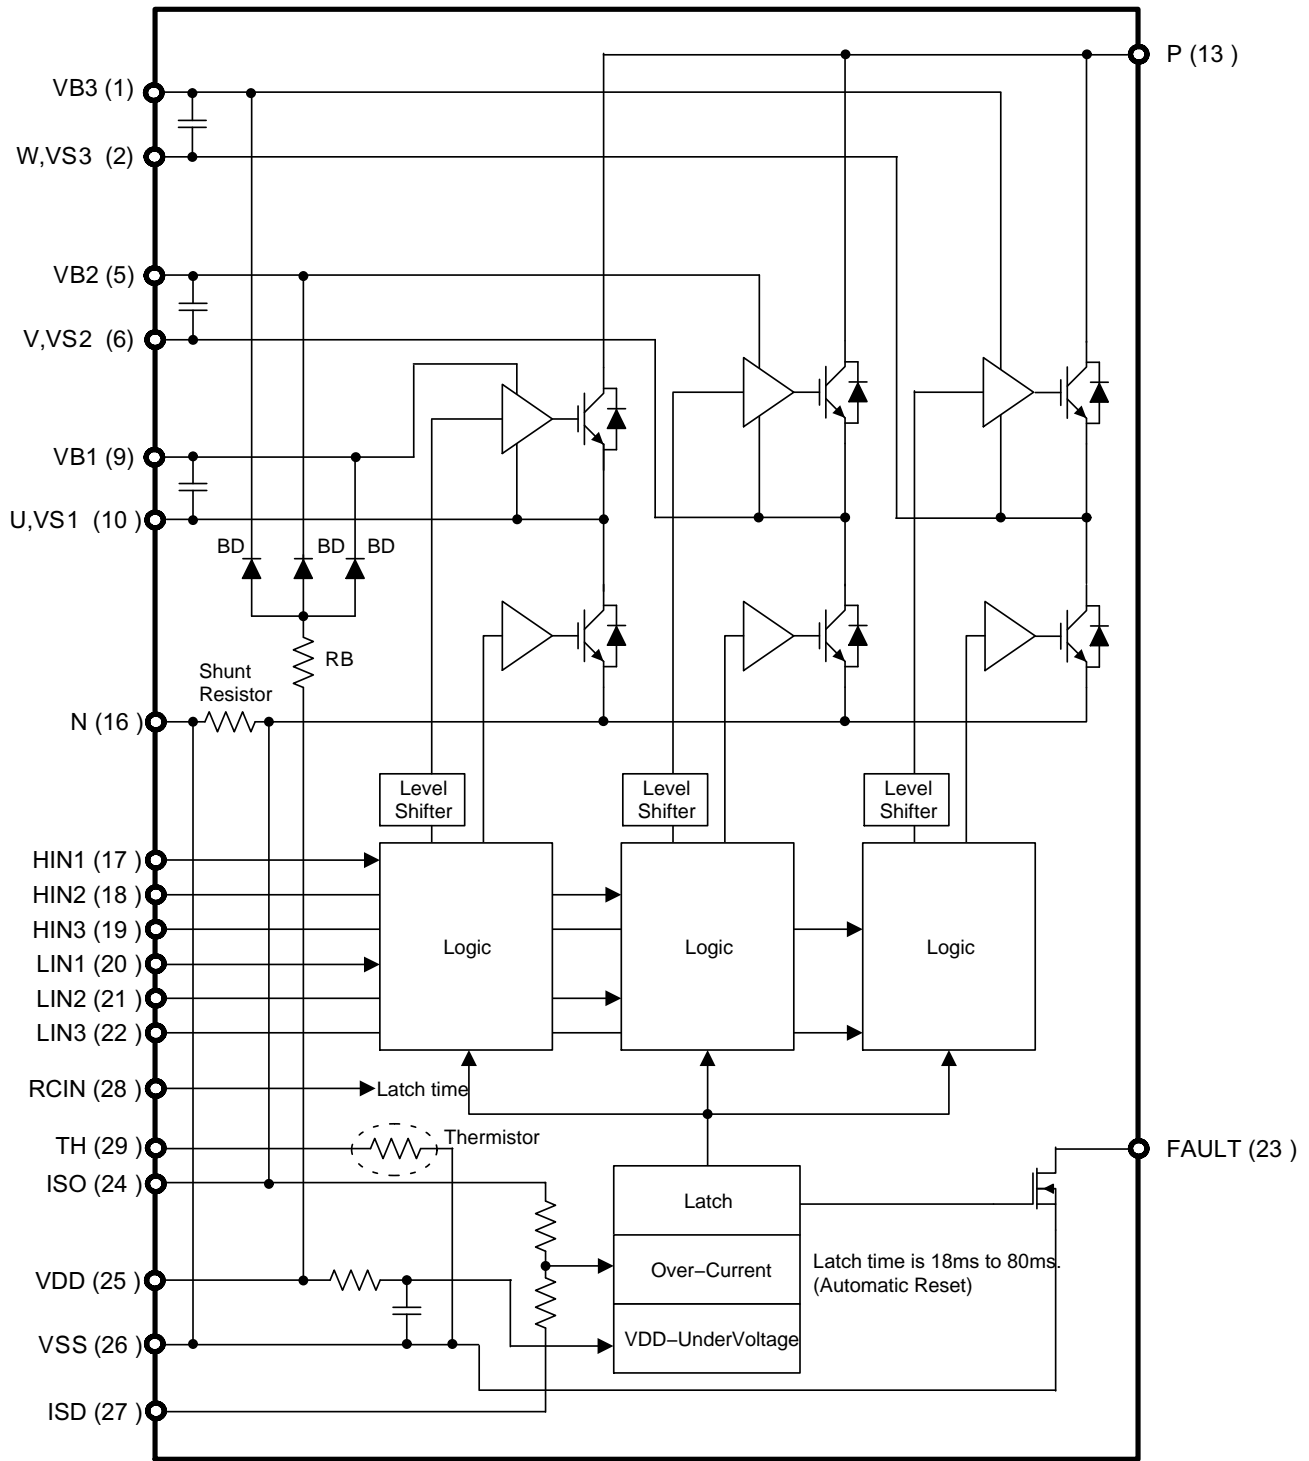 P (13 )
VB3 (1)
W,VS3 (2)
VB2 (5)
V,VS2 (6)
VB1 (9)
U,VS1 (10 )
BD
BD
BD
RB
Shunt
Resistor
N (16 )
Level
Shifter
Level
Shifter
Level
Shifter
HIN1 (17 )
HIN2 (18 )
HIN3 (19 )
LIN1 (20 )
LIN2 (21 )
LIN3 (22 )
Logic
Logic
Logic
RCIN (28 )
Latch time
TH (29 )
Thermistor
FAULT (23 )
ISO (24 )
Latch
Over−Current
VDD−UnderVoltage
Latch time is 18ms to 80ms.
(Automatic Reset)
VDD (25 )
VSS (26 )
ISD (27 )